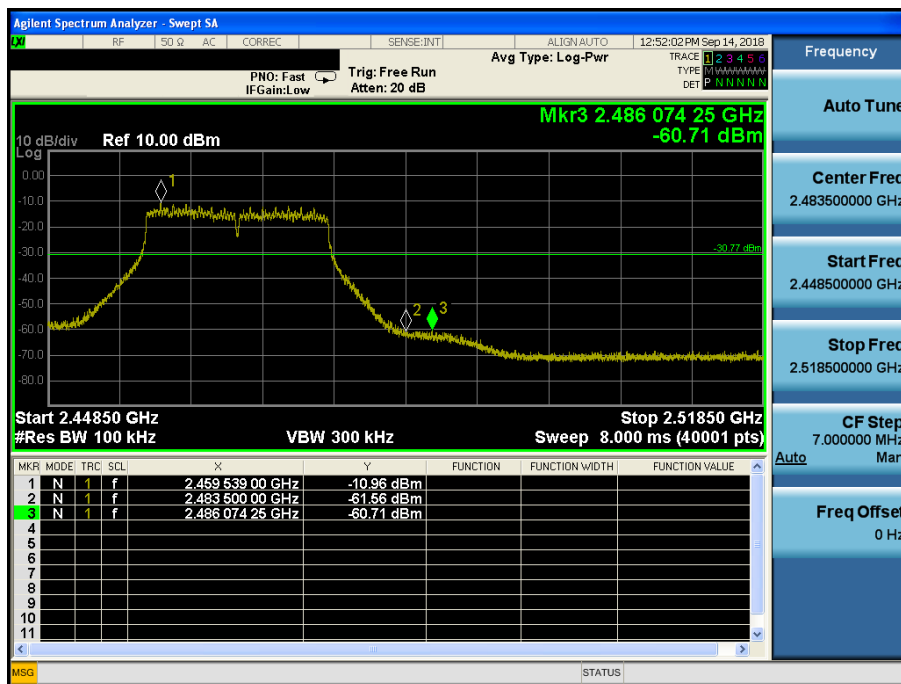 Agilent Spectrum Analyzer - Swept SA
LXI RF 50 Ω AC CORREC SENSE:INT ALIGN AUTO 12:52:02 PM Sep 14, 2018
Frequency
Avg Type: Log-Pwr
TRACE 1 2 3 4 5 6
PNO: Fast Trig: Free Run
TYPE M W W W W W
IFGain:Low Atten: 20 dB
DET P N N N N N
Auto Tune
Mkr3 2.486 074 25 GHz
10 dB/div Ref 10.00 dBm -60.71 dBm
Log
0.00
-10.0
-20.0
-30.0
-40.0
-50.0
-60.0
-70.0
-80.0
1
-30.77 dBm
2
3
Start 2.44850 GHz Stop 2.51850 GHz
#Res BW 100 kHz VBW 300 kHz Sweep 8.000 ms (40001 pts)
Center Freq
2.483500000 GHz
Start Freq
2.448500000 GHz
Stop Freq
2.518500000 GHz
CF Step
7.000000 MHz
Auto Man
Freq Offset
0 Hz
MKR MODE TRC SCL X Y FUNCTION FUNCTION WIDTH FUNCTION VALUE
1 N 1 f 2.459 539 00 GHz -10.96 dBm
2 N 1 f 2.483 500 00 GHz -61.56 dBm
3 N 1 f 2.486 074 25 GHz -60.71 dBm
4
5
6
7
8
9
10
11
MSG STATUS